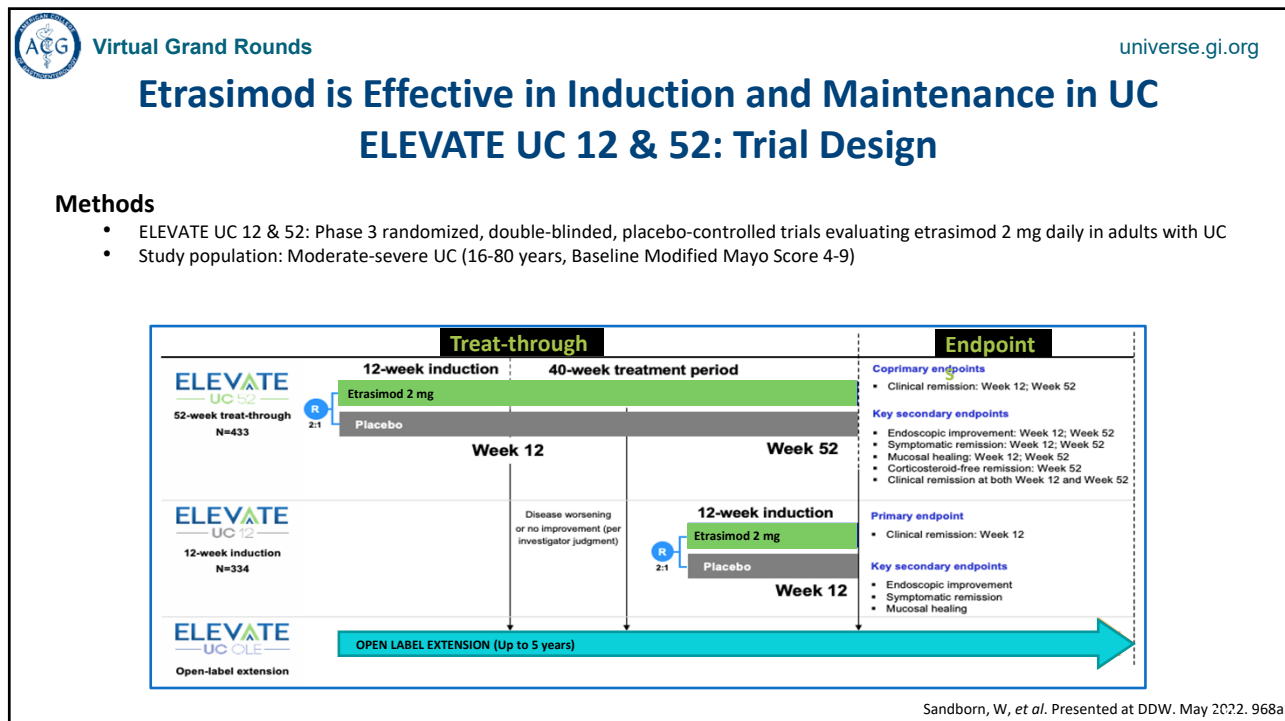 AMERICAN COLLEGE
OF GASTROENTEROLOGY
ACG
Virtual Grand Rounds
universe.gi.org
Etrasimod is Effective in Induction and Maintenance in UC
ELEVATE UC 12 & 52: Trial Design
Methods
• ELEVATE UC 12 & 52: Phase 3 randomized, double-blinded, placebo-controlled trials evaluating etrasimod 2 mg daily in adults with UC
• Study population: Moderate-severe UC (16-80 years, Baseline Modified Mayo Score 4-9)
Treat-through
Endpoint
s
12-week induction
40-week treatment period
ELEVATE
UC 52
52-week treat-through
N=433
R
2:1
Etrasimod 2 mg
Placebo
Week 12
Week 52
Coprimary endpoints
▪ Clinical remission: Week 12; Week 52
Key secondary endpoints
▪ Endoscopic improvement: Week 12; Week 52
▪ Symptomatic remission: Week 12; Week 52
▪ Mucosal healing: Week 12; Week 52
▪ Corticosteroid-free remission: Week 52
▪ Clinical remission at both Week 12 and Week 52
ELEVATE
UC 12
12-week induction
N=334
Disease worsening
or no improvement (per
investigator judgment)
12-week induction
R
2:1
Etrasimod 2 mg
Placebo
Week 12
Primary endpoint
▪ Clinical remission: Week 12
Key secondary endpoints
▪ Endoscopic improvement
▪ Symptomatic remission
▪ Mucosal healing
ELEVATE
UC OLE
Open-label extension
OPEN LABEL EXTENSION (Up to 5 years)
Sandborn, W, et al. Presented at DDW. May 2022. 968a